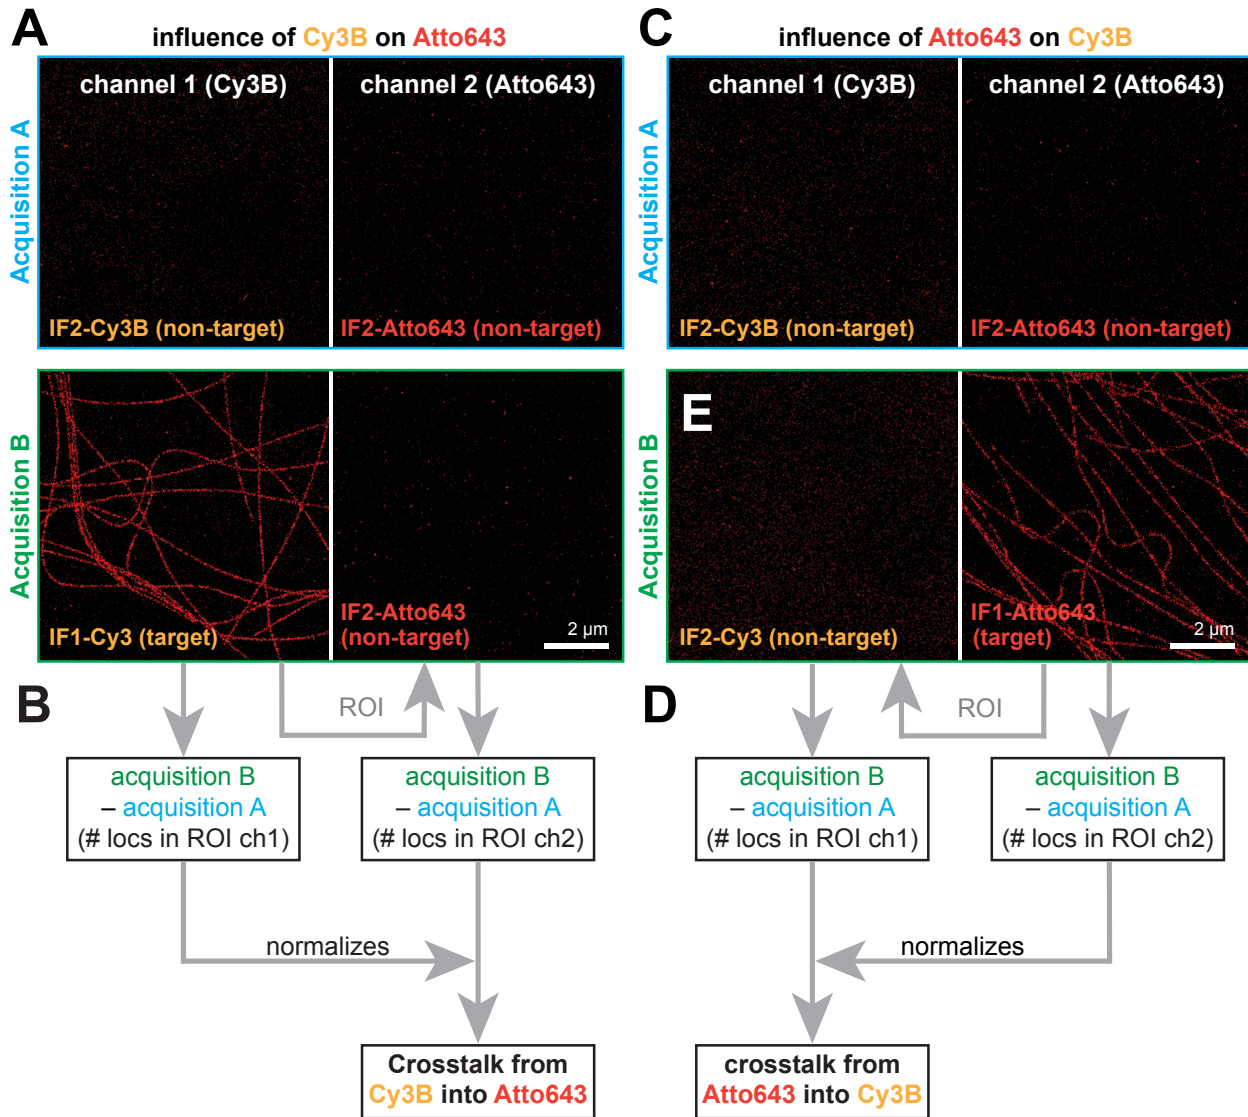 A
influence of Cy3B on Atto643
Acquisition A
channel 1 (Cy3B)
channel 2 (Atto643)
IF2-Cy3B (non-target)
IF2-Atto643 (non-target)
Acquisition B
IF1-Cy3 (target)
IF2-Atto643
(non-target)
2 µm
C
influence of Atto643 on Cy3B
Acquisition A
channel 1 (Cy3B)
channel 2 (Atto643)
IF2-Cy3B (non-target)
IF2-Atto643 (non-target)
Acquisition B
E
IF2-Cy3 (non-target)
IF1-Atto643
(target)
2 µm
B
ROI
acquisition B
– acquisition A
(# locs in ROI ch1)
acquisition B
– acquisition A
(# locs in ROI ch2)
normalizes
Crosstalk from
Cy3B into Atto643
D
ROI
acquisition B
– acquisition A
(# locs in ROI ch1)
acquisition B
– acquisition A
(# locs in ROI ch2)
normalizes
crosstalk from
Atto643 into Cy3B